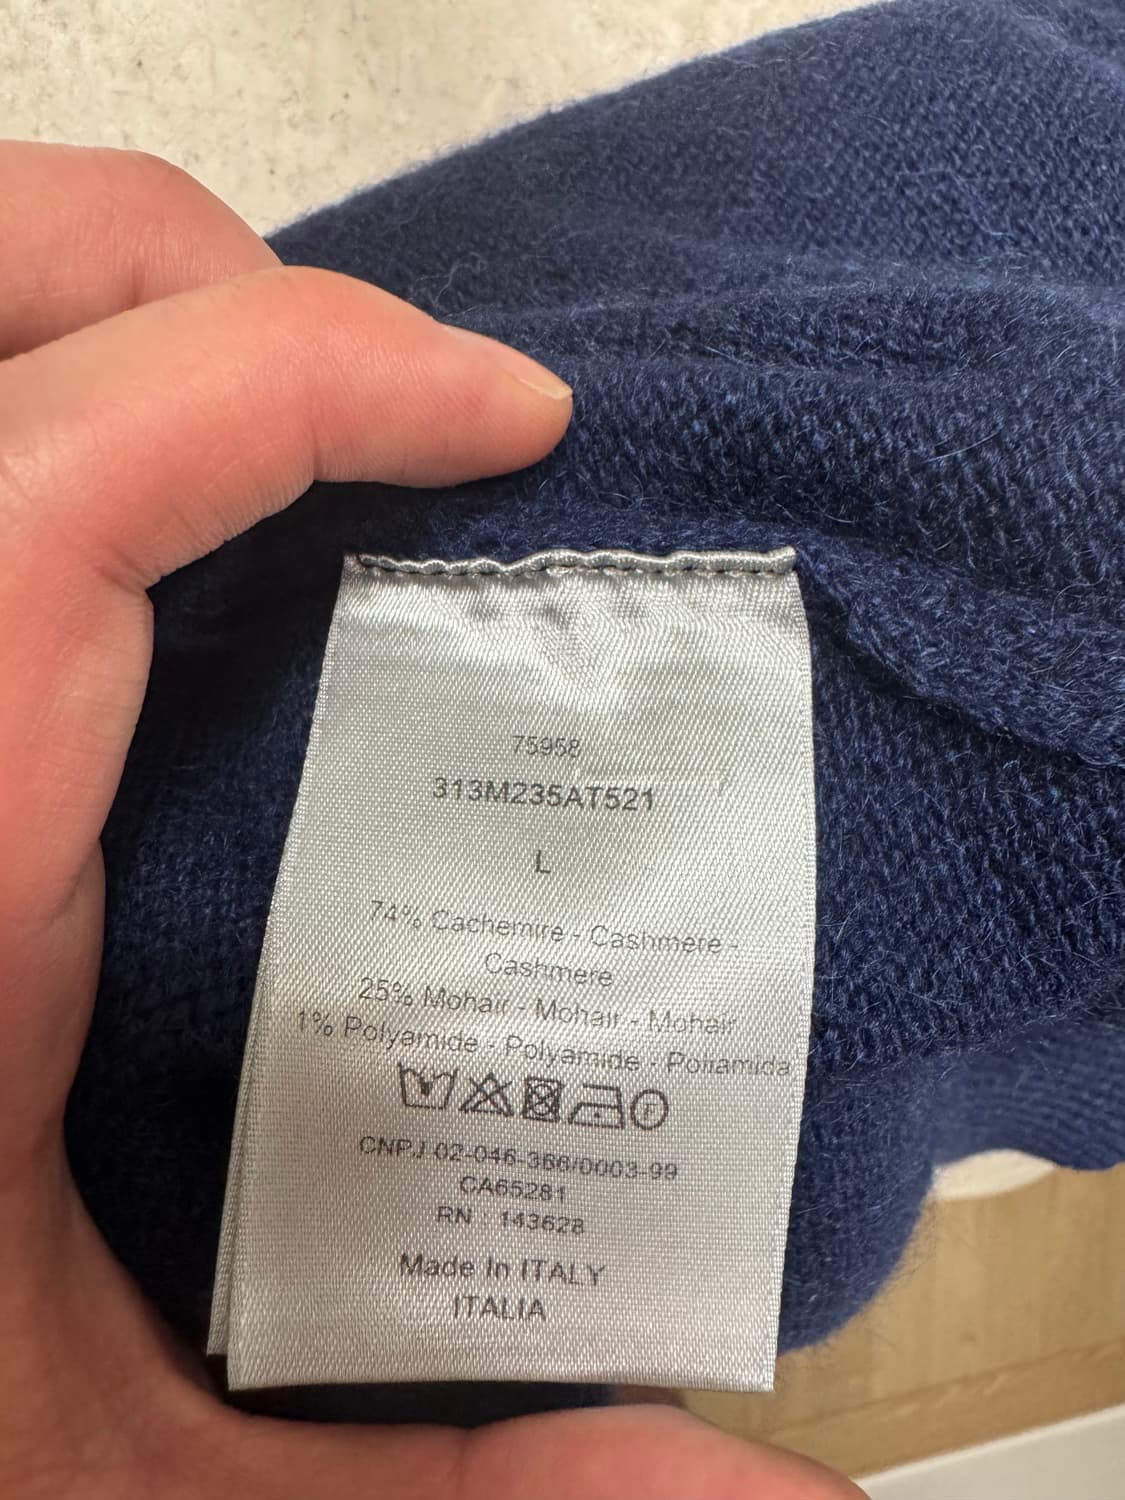 75958
313M235AT521
L
74% Cachemire - Cashmere -
Cashmere
25% Mohair - Mohair - Mohair
1% Polyamide - Polyamide - Poliamida
F
CNPJ 02-046-366/0003-99
CA65281
RN : 143628
Made In ITALY
ITALIA